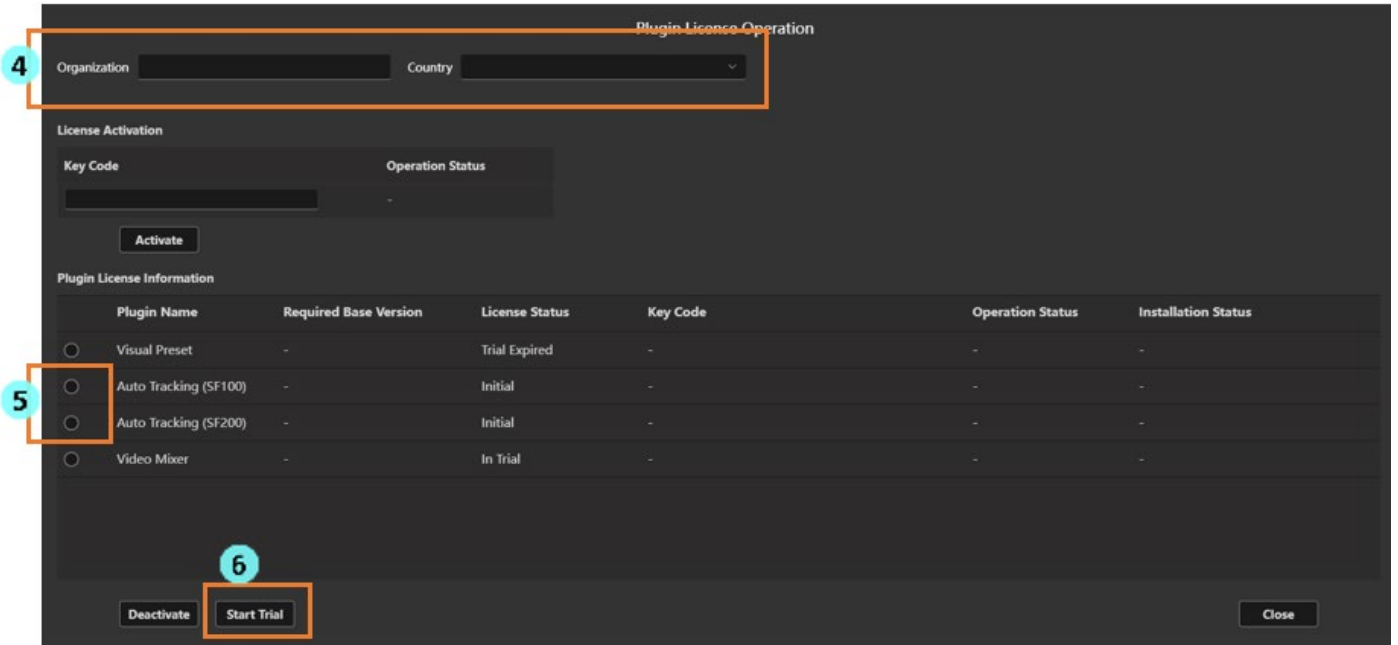 Plugin License Operation
4
Organization Country
License Activation
Key Code Operation Status
-
Activate
Plugin License Information
Plugin Name Required Base Version License Status Key Code Operation Status Installation Status
Visual Preset - Trial Expired - - -
5
Auto Tracking (SF100) - Initial - - -
Auto Tracking (SF200) - Initial - - -
Video Mixer - In Trial - - -
6
Deactivate Start Trial Close